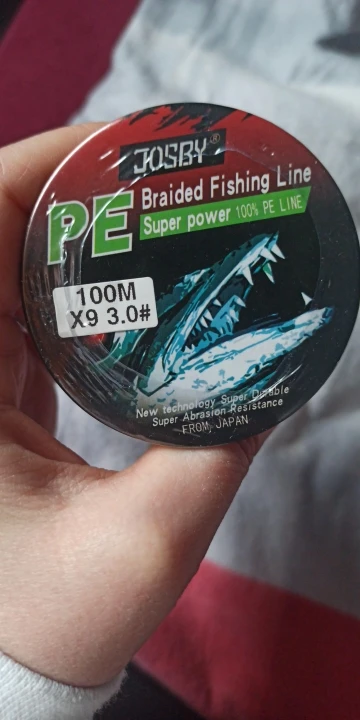 JOSBY®
PE
Braided Fishing Line
Super power 100% PE LINE
100M
X9 3.0#
New technology Super Durable
Super Abrasion Resistance
FROM JAPAN